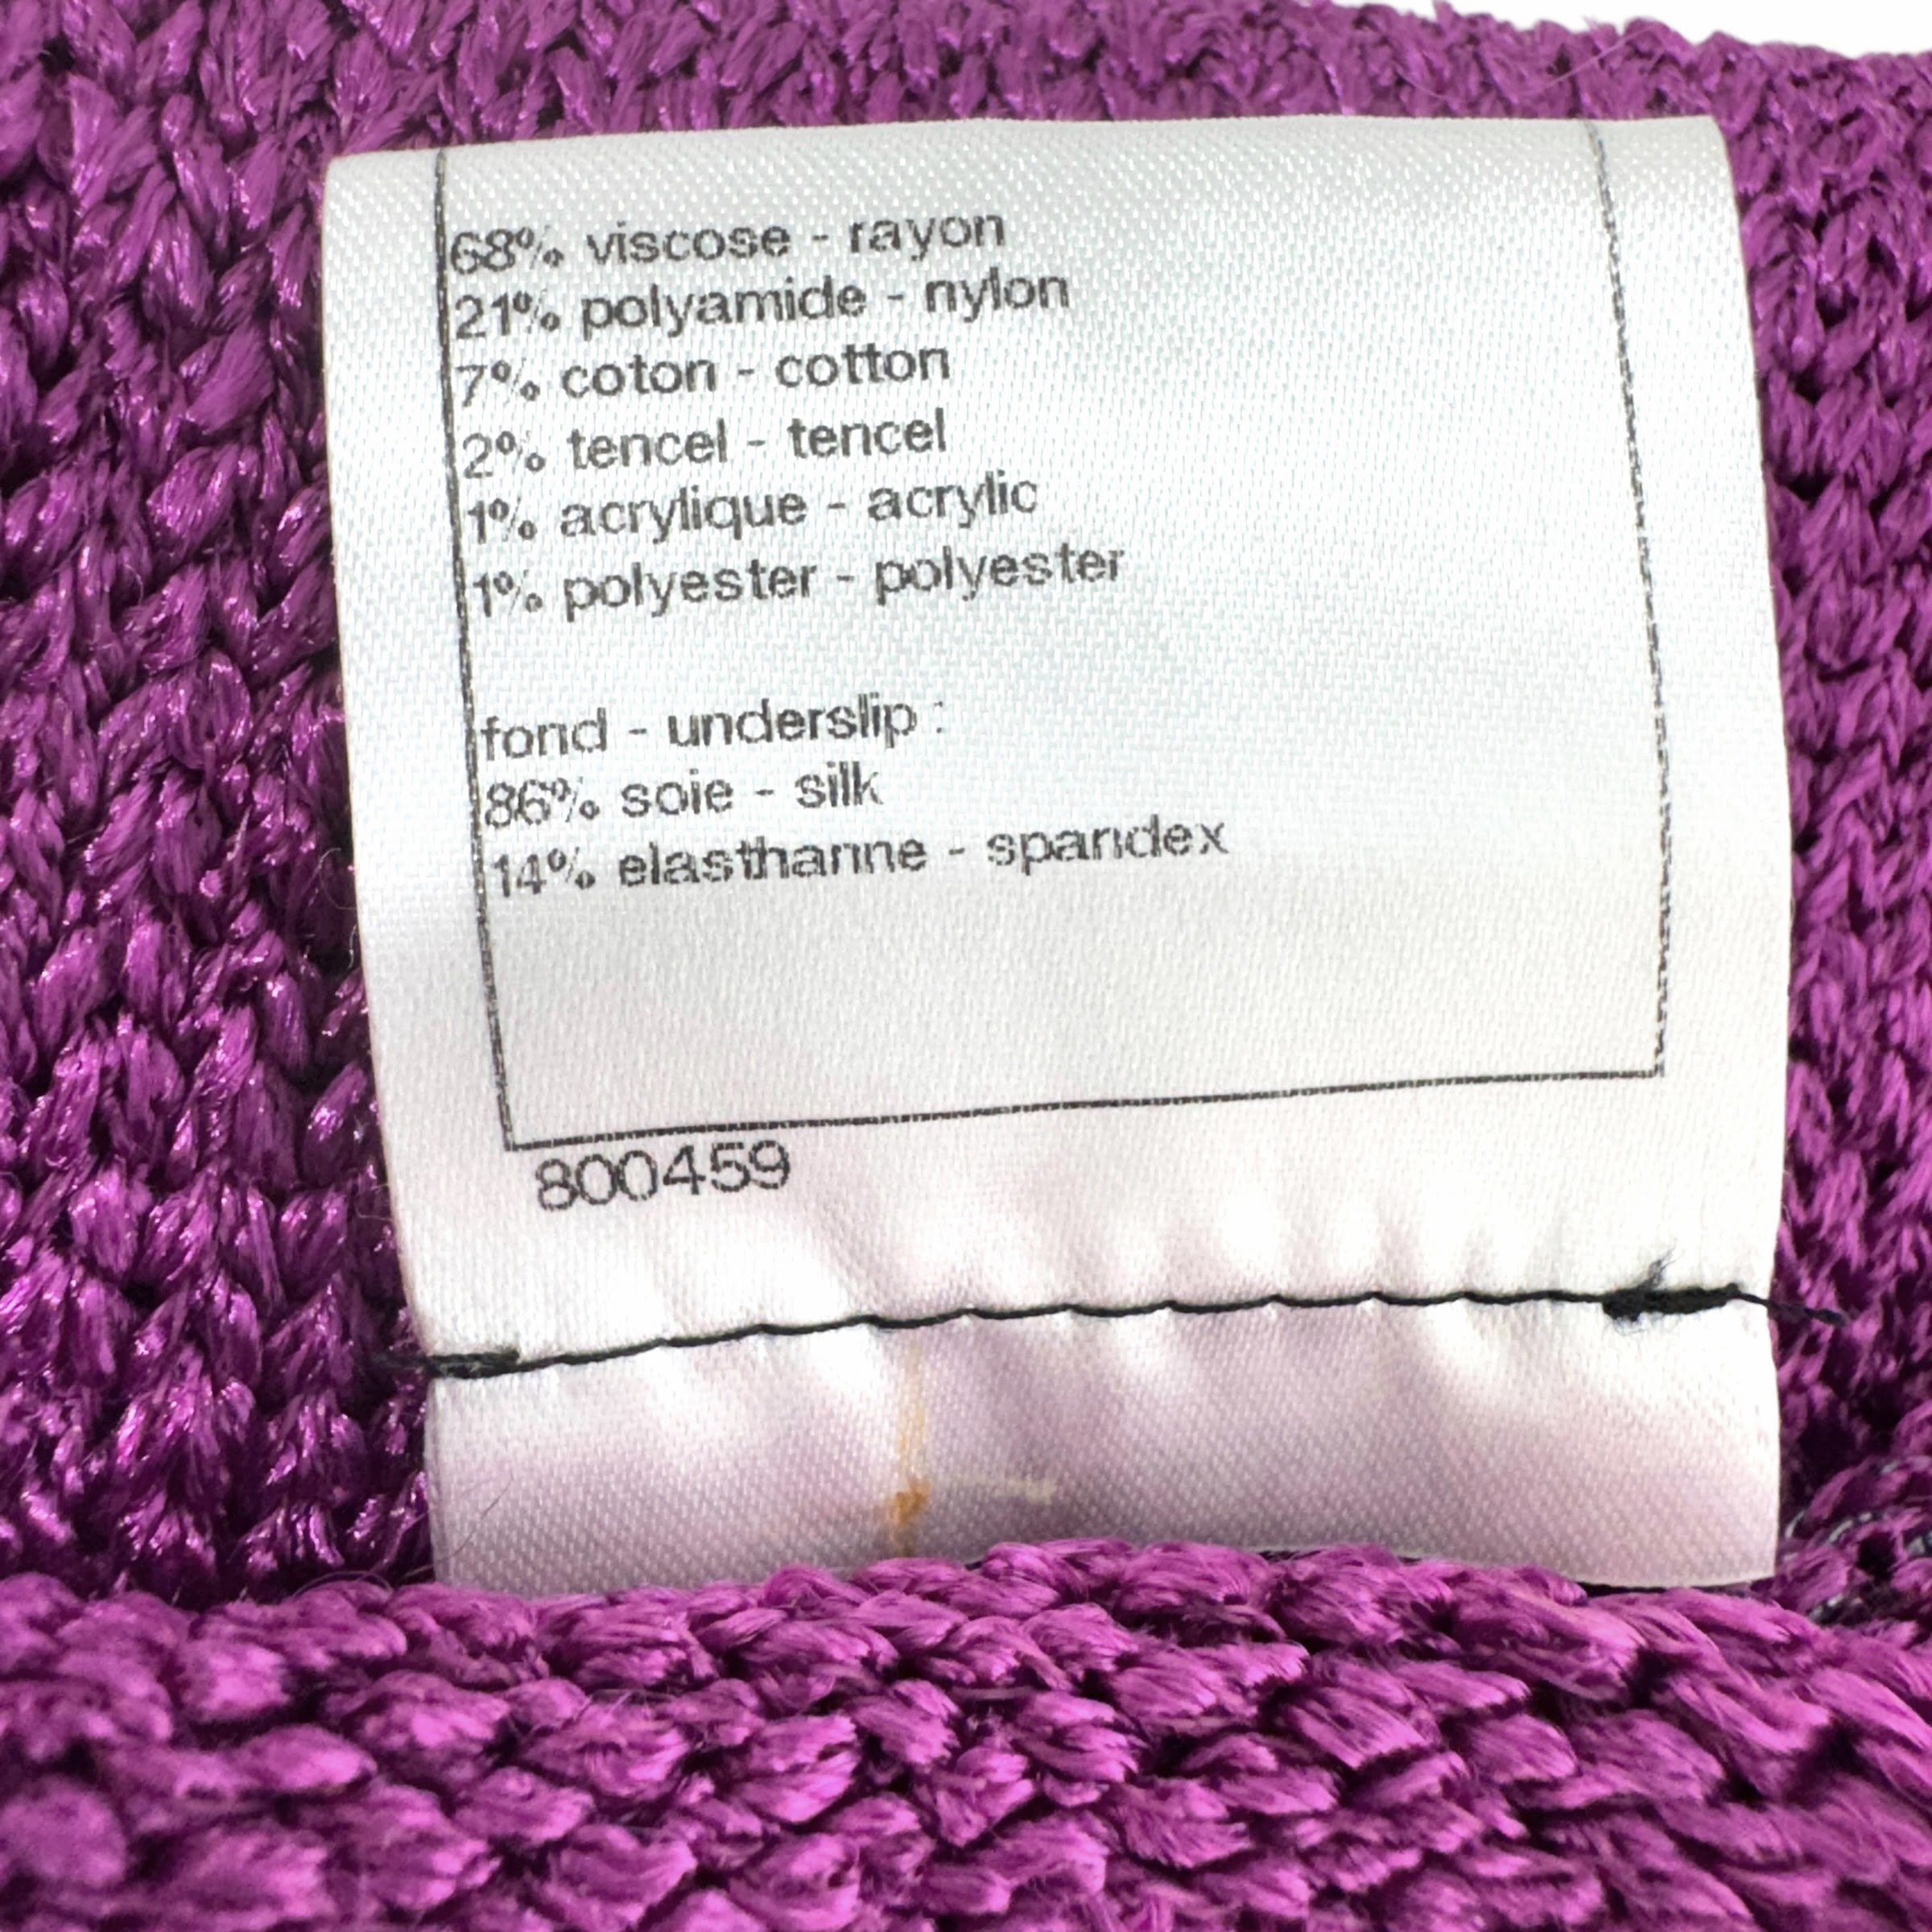 68% viscose - rayon
21% polyamide - nylon
7% coton - cotton
2% tencel - tencel
1% acrylique - acrylic
1% polyester - polyester
fond - underslip :
86% soie - silk
14% elasthanne - spandex
800459